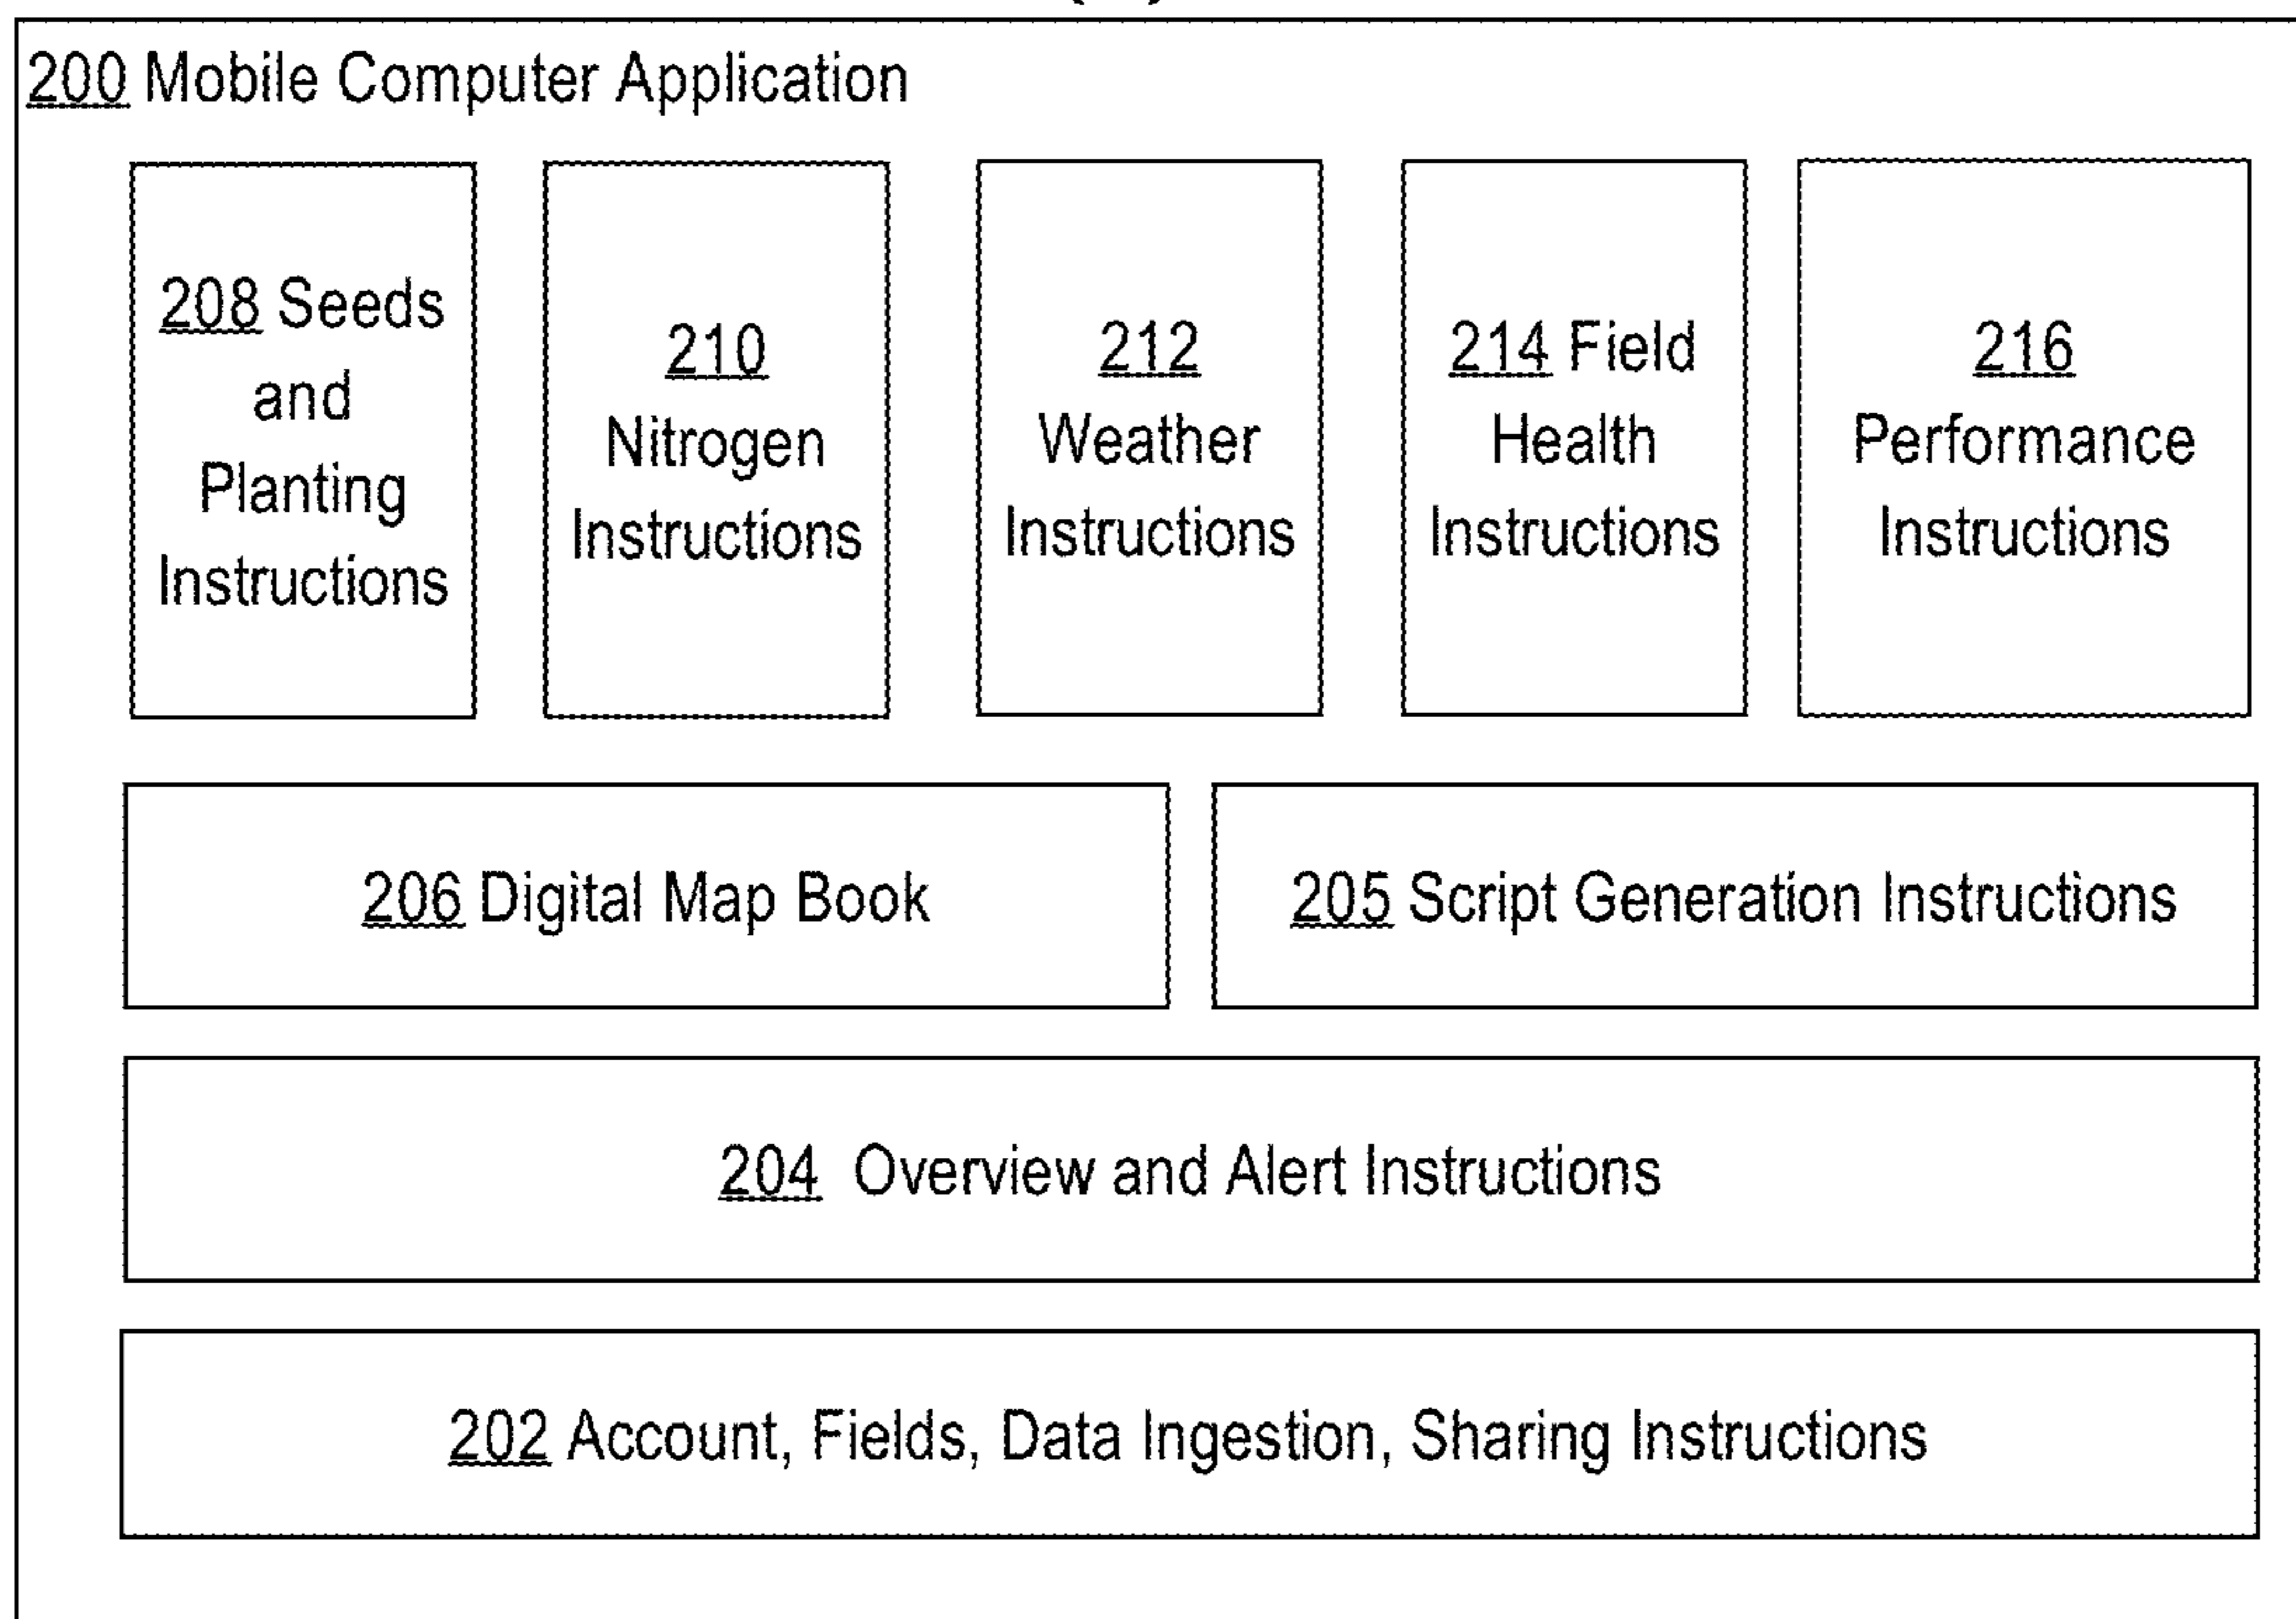 200 Mobile Computer Application
208 Seeds
and
Planting
Instructions
210
Nitrogen
Instructions
212
Weather
Instructions
214 Field
Health
Instructions
216
Performance
Instructions
206 Digital Map Book
205 Script Generation Instructions
204 Overview and Alert Instructions
202 Account, Fields, Data Ingestion, Sharing Instructions